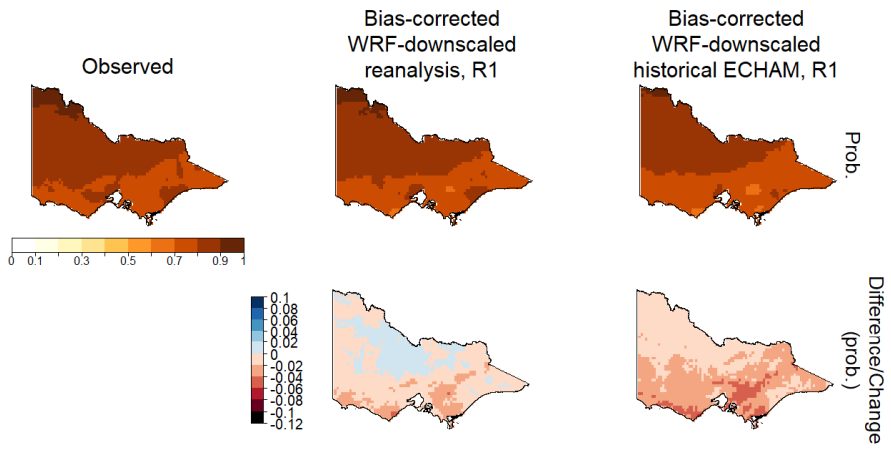 Observed
Bias-corrected
WRF-downscaled
reanalysis, R1
Bias-corrected
WRF-downscaled
historical ECHAM, R1
Prob.
0 0.1 0.3 0.5 0.7 0.9 1
0.1
0.08
0.06
0.04
0.02
0
-0.02
-0.04
-0.06
-0.08
-0.1
-0.12
Difference/Change
(prob.)